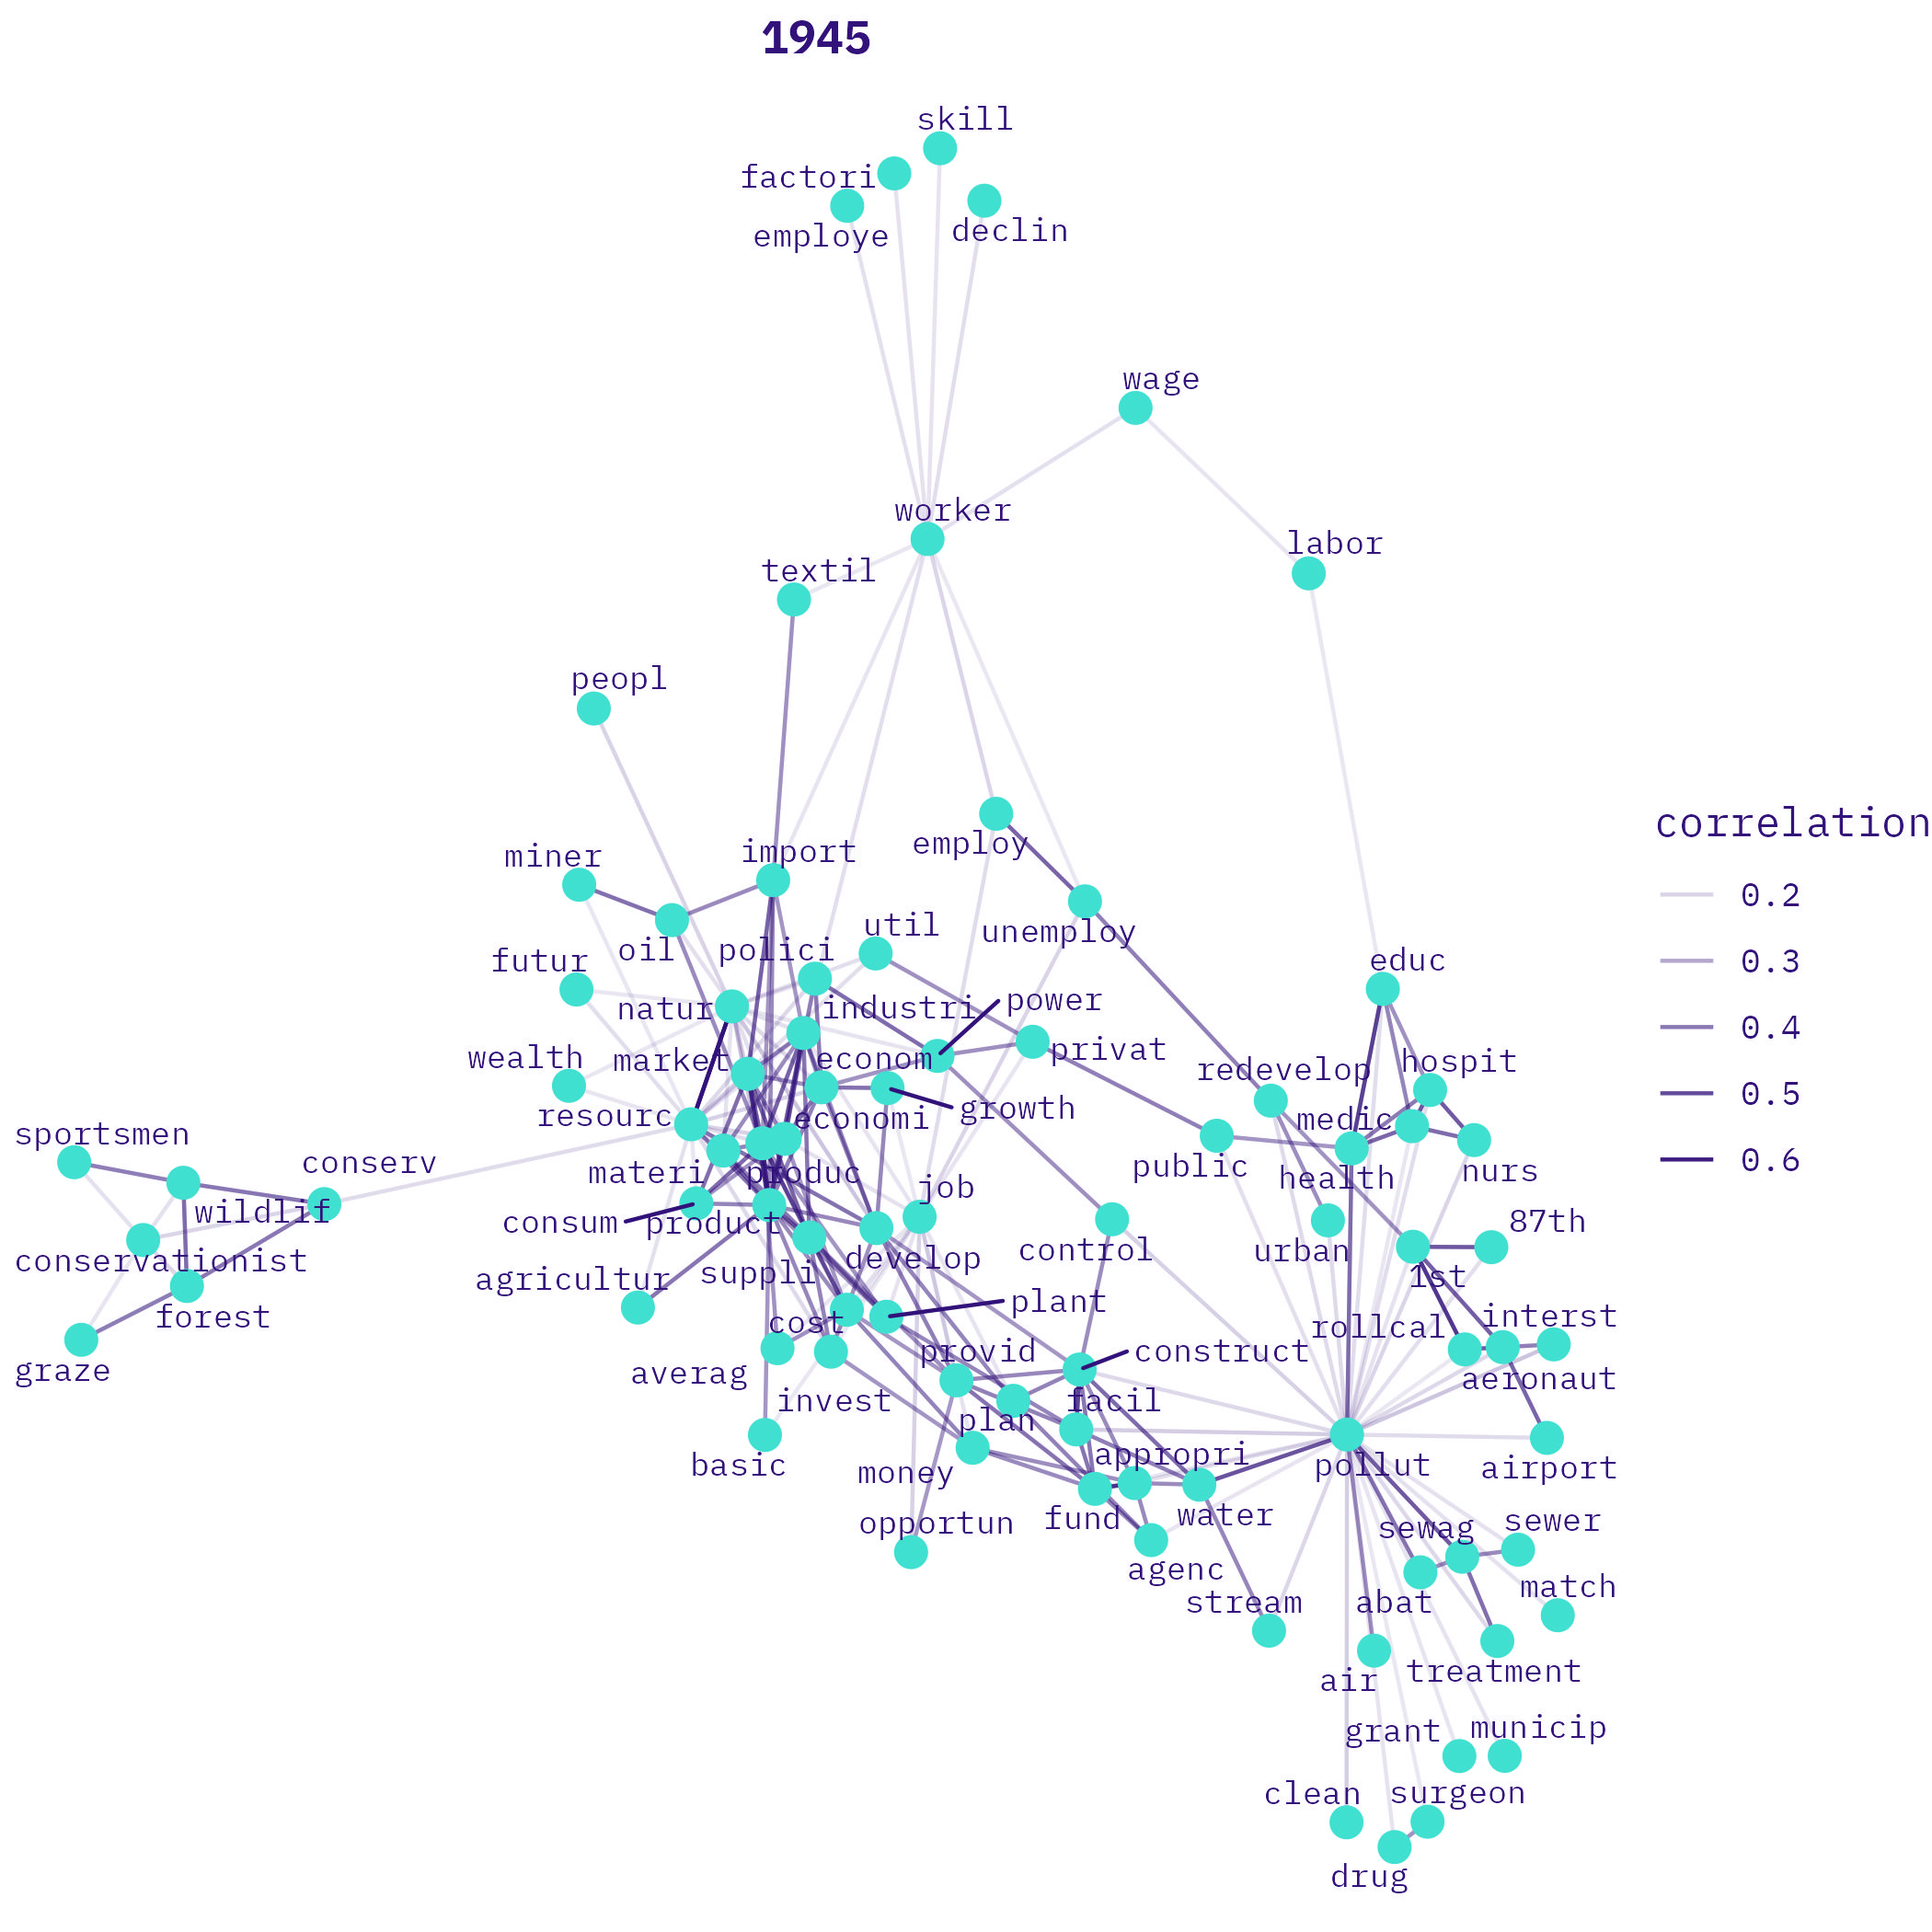 1945
skill
factori
employe
declin
wage
worker
labor
textil
peopl
import
miner
employ
util
unemploy
oil
polici
futur
educ
natur
industri
power
wealth
market
econom
privat
redevelop
hospit
resourc
economi
growth
medic
sportsmen
conserv
materi
produc
public
health
nurs
job
wildlif
consum
product
87th
conservationist
develop
control
urban
agricultur
suppli
1st
forest
cost
plant
rollcal
interst
graze
averag
provid
construct
aeronaut
invest
plan
facil
basic
money
appropri
pollut
airport
opportun
fund
water
sewag
sewer
agenc
stream
abat
match
air
treatment
grant
municip
clean
surgeon
drug
correlation
0.2
0.3
0.4
0.5
0.6